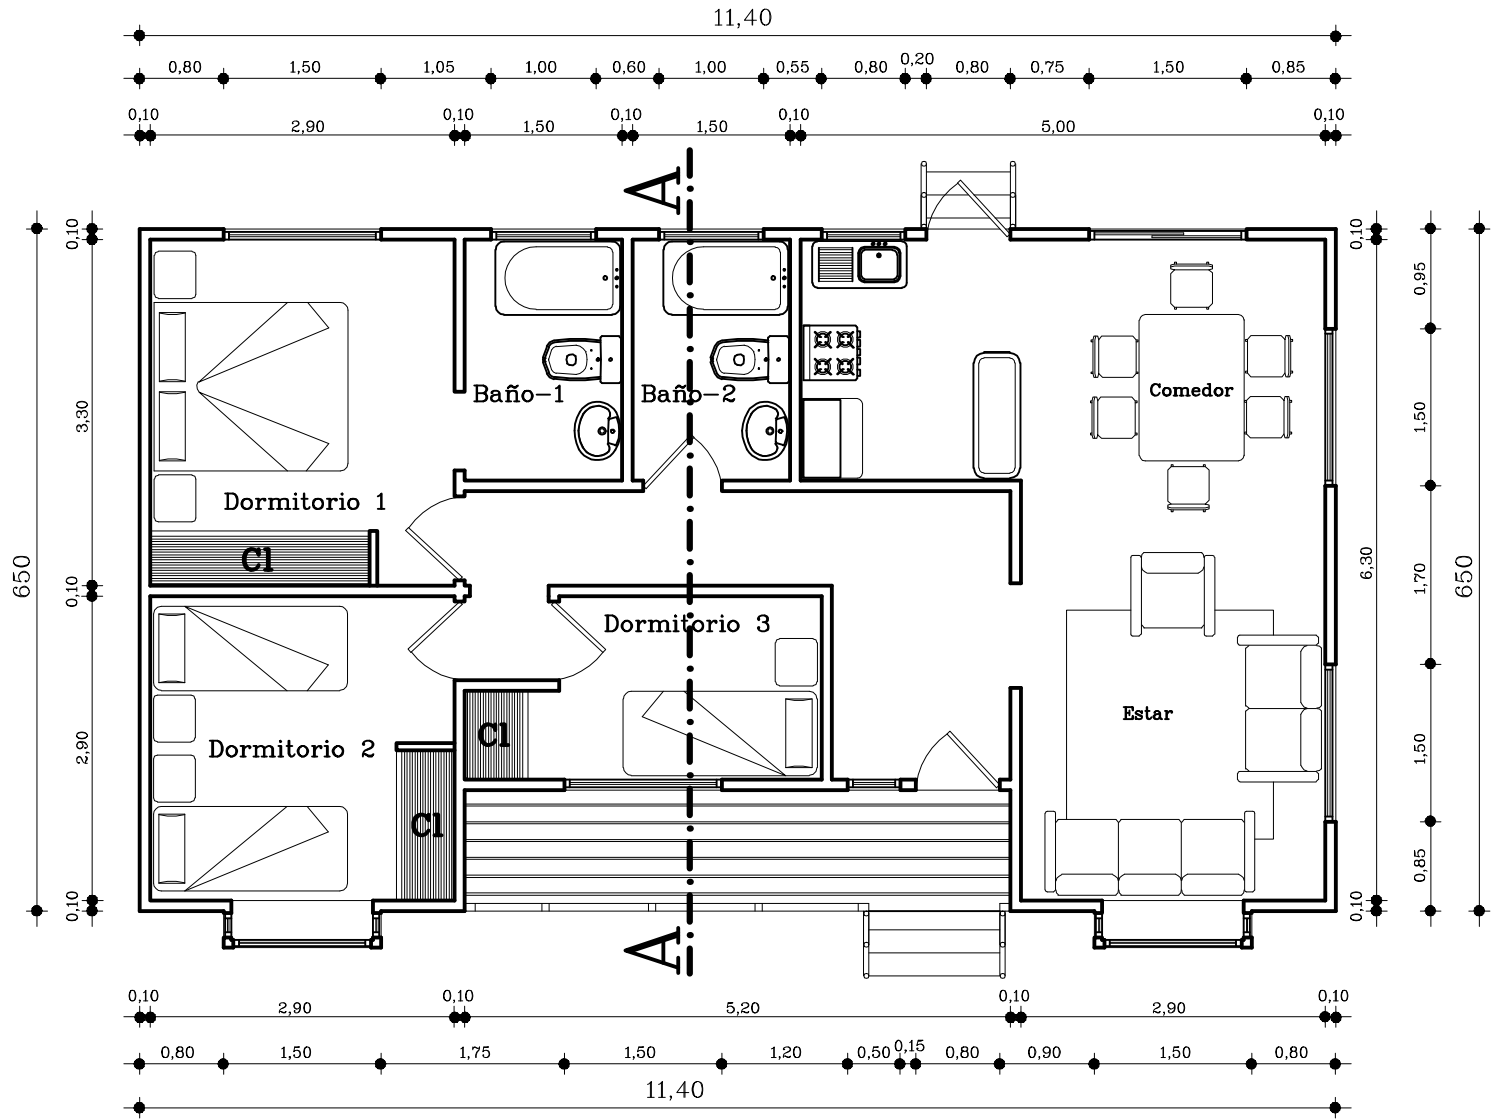 11,40
0,80 1,50 1,05 1,00 0,60 1,00 0,55 0,80 0,20 0,80 0,75 1,50 0,85
0,10 2,90 0,10 1,50 0,10 1,50 0,10 5,00 0,10
A
0,10
0,10
0,95
Baño-1 Baño-2
Comedor
3,30
1,50
Dormitorio 1
Cl
650
0,10
6,30
1,70
650
Dormitorio 3
Estar
Cl
Dormitorio 2
2,90
1,50
Cl
0,85
0,10
0,10
A
0,10 2,90 0,10 5,20 0,10 2,90 0,10
0,80 1,50 1,75 1,50 1,20 0,50 0,15 0,80 0,90 1,50 0,80
11,40